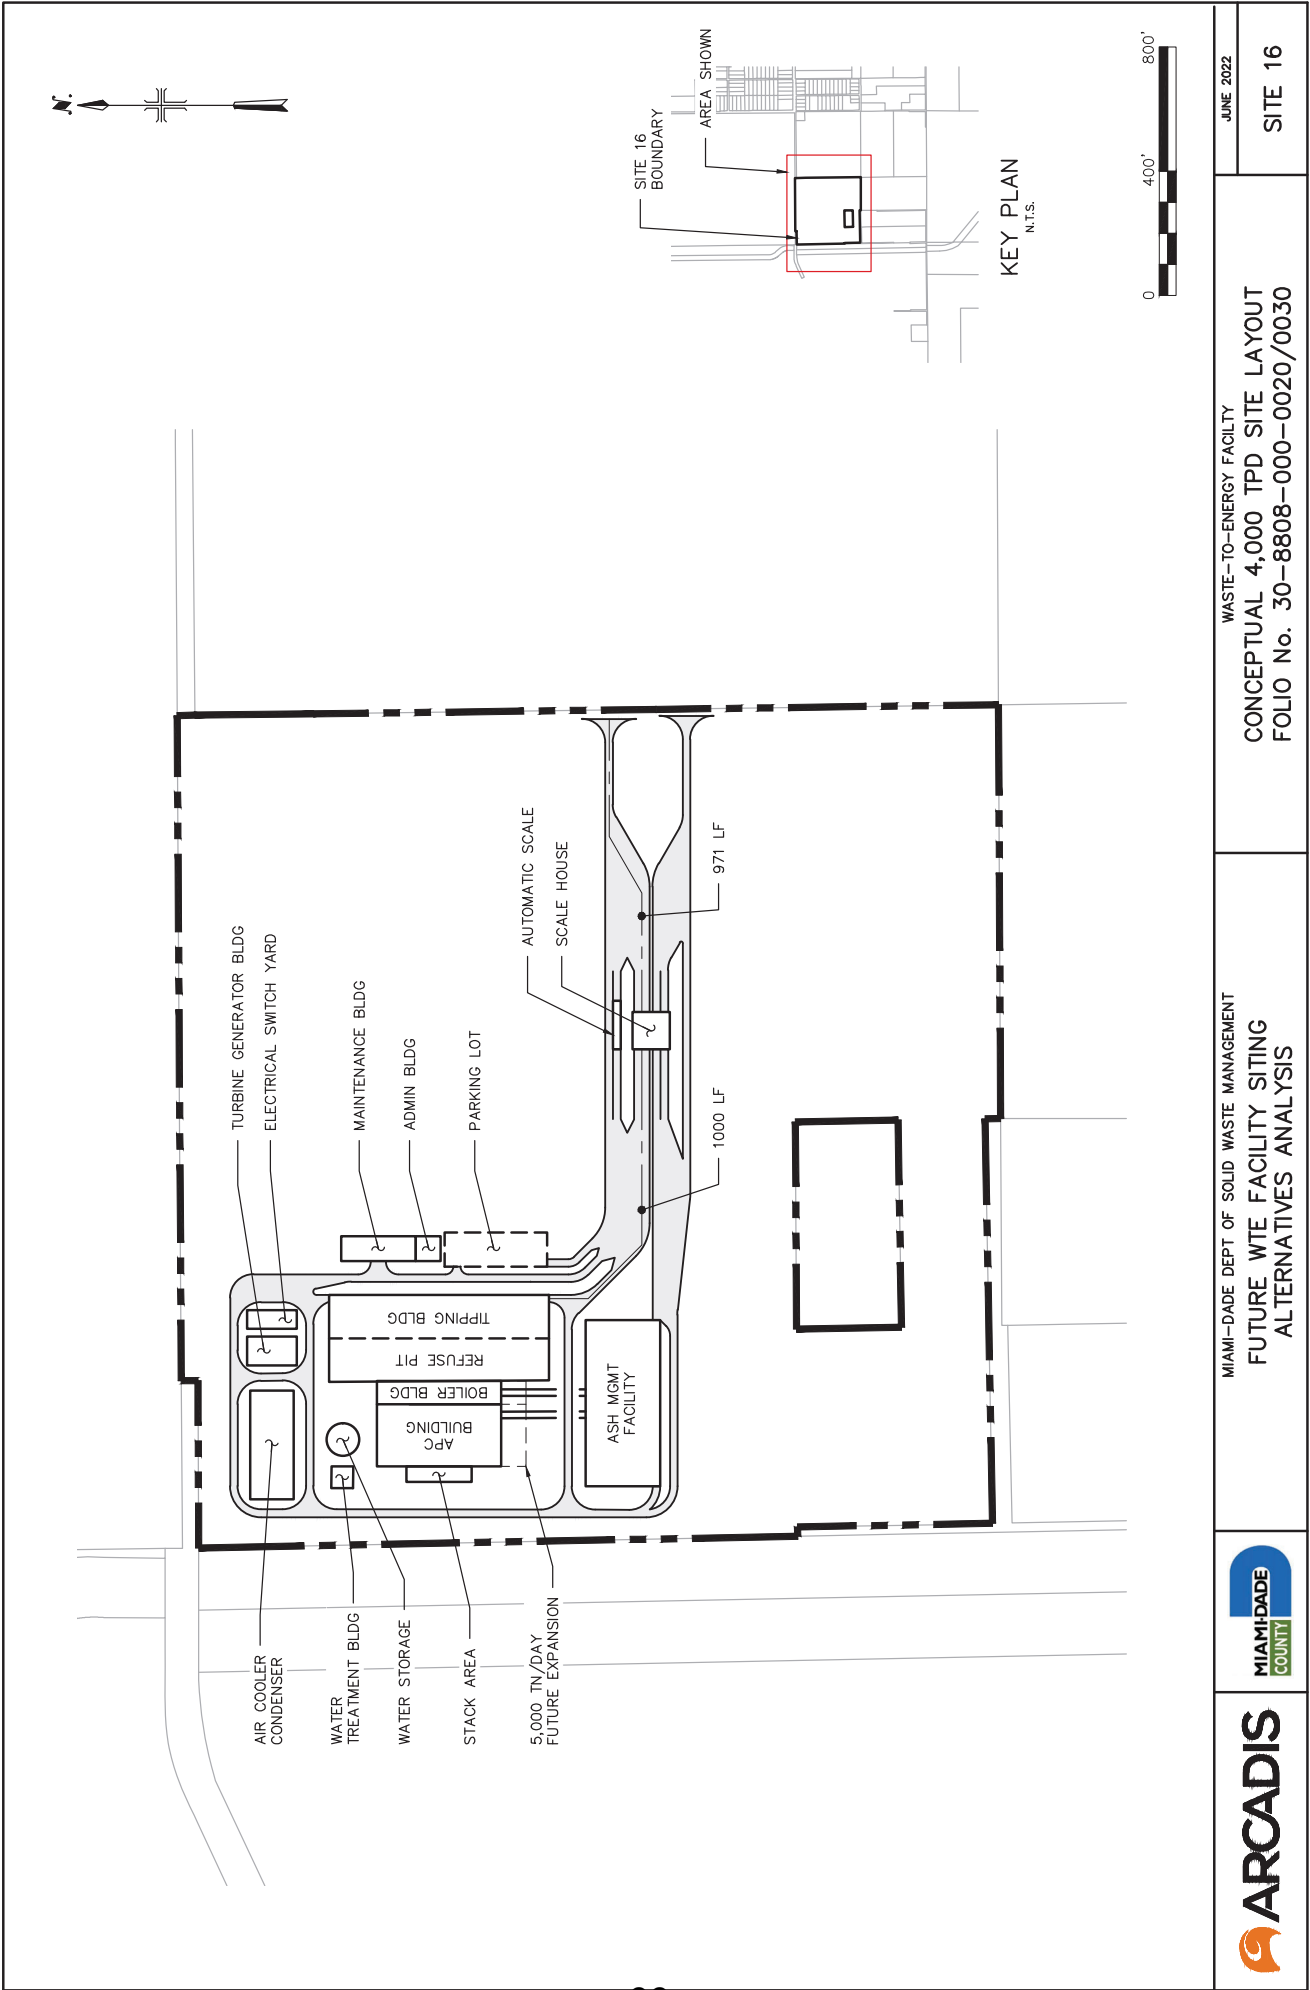 N.
TURBINE GENERATOR BLDG
ELECTRICAL SWITCH YARD
MAINTENANCE BLDG
ADMIN BLDG
PARKING LOT
AUTOMATIC SCALE
SCALE HOUSE
971 LF
1000 LF
TIPPING BLDG
REFUSE PIT
BOILER BLDG
APC
BUILDING
ASH MGMT
FACILITY
AIR COOLER
CONDENSER
WATER
TREATMENT BLDG
WATER STORAGE
STACK AREA
5,000 TN/DAY
FUTURE EXPANSION
SITE 16
BOUNDARY
AREA SHOWN
KEY PLAN
N.T.S.
0
400'
800'
ARCADIS
MIAMI-DADE
COUNTY
MIAMI-DADE DEPT OF SOLID WASTE MANAGEMENT
FUTURE WTE FACILITY SITING
ALTERNATIVES ANALYSIS
WASTE-TO-ENERGY FACILTY
CONCEPTUAL 4,000 TPD SITE LAYOUT
FOLIO No. 30-8808-000-0020/0030
JUNE 2022
SITE 16